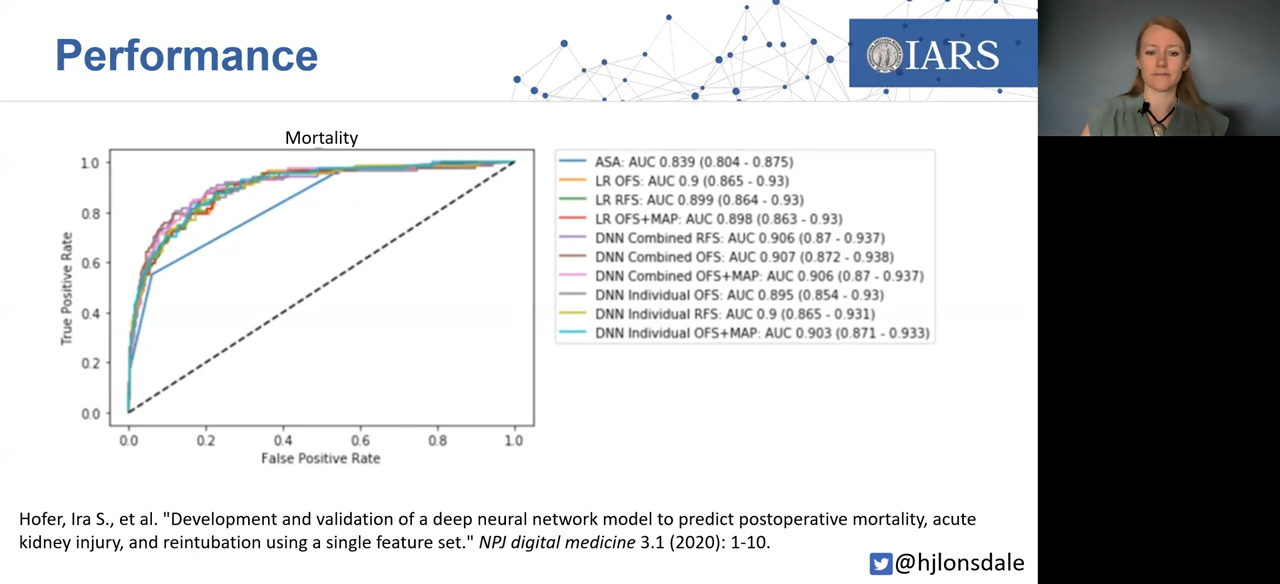 Performance
IARS
Mortality
1.0
0.8
0.6
0.4
0.2
0.0
True Positive Rate
0.0 0.2 0.4 0.6 0.8 1.0
False Positive Rate
ASA: AUC 0.839 (0.804 - 0.875)
LR OFS: AUC 0.9 (0.865 - 0.93)
LR RFS: AUC 0.899 (0.864 - 0.93)
LR OFS+MAP: AUC 0.898 (0.863 - 0.93)
DNN Combined RFS: AUC 0.906 (0.87 - 0.937)
DNN Combined OFS: AUC 0.907 (0.872 - 0.938)
DNN Combined OFS+MAP: AUC 0.906 (0.87 - 0.937)
DNN Individual OFS: AUC 0.895 (0.854 - 0.93)
DNN Individual RFS: AUC 0.9 (0.865 - 0.931)
DNN Individual OFS+MAP: AUC 0.903 (0.871 - 0.933)
Hofer, Ira S., et al. "Development and validation of a deep neural network model to predict postoperative mortality, acute
kidney injury, and reintubation using a single feature set." NPJ digital medicine 3.1 (2020): 1-10.
@hjlonsdale